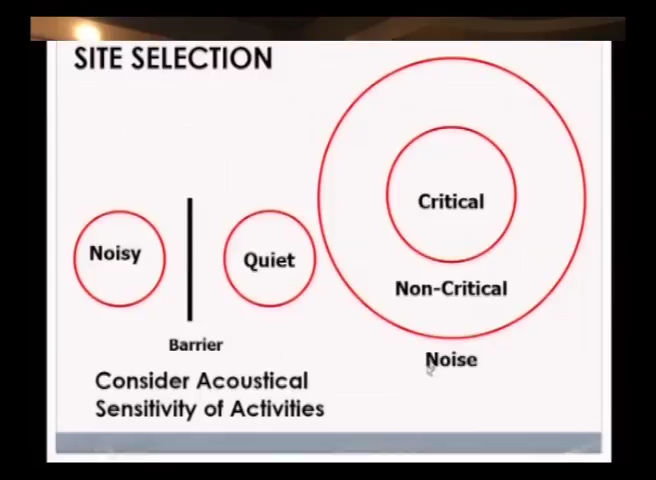 SITE SELECTION
Noisy
Quiet
Barrier
Critical
Non-Critical
Noise
Consider Acoustical
Sensitivity of Activities